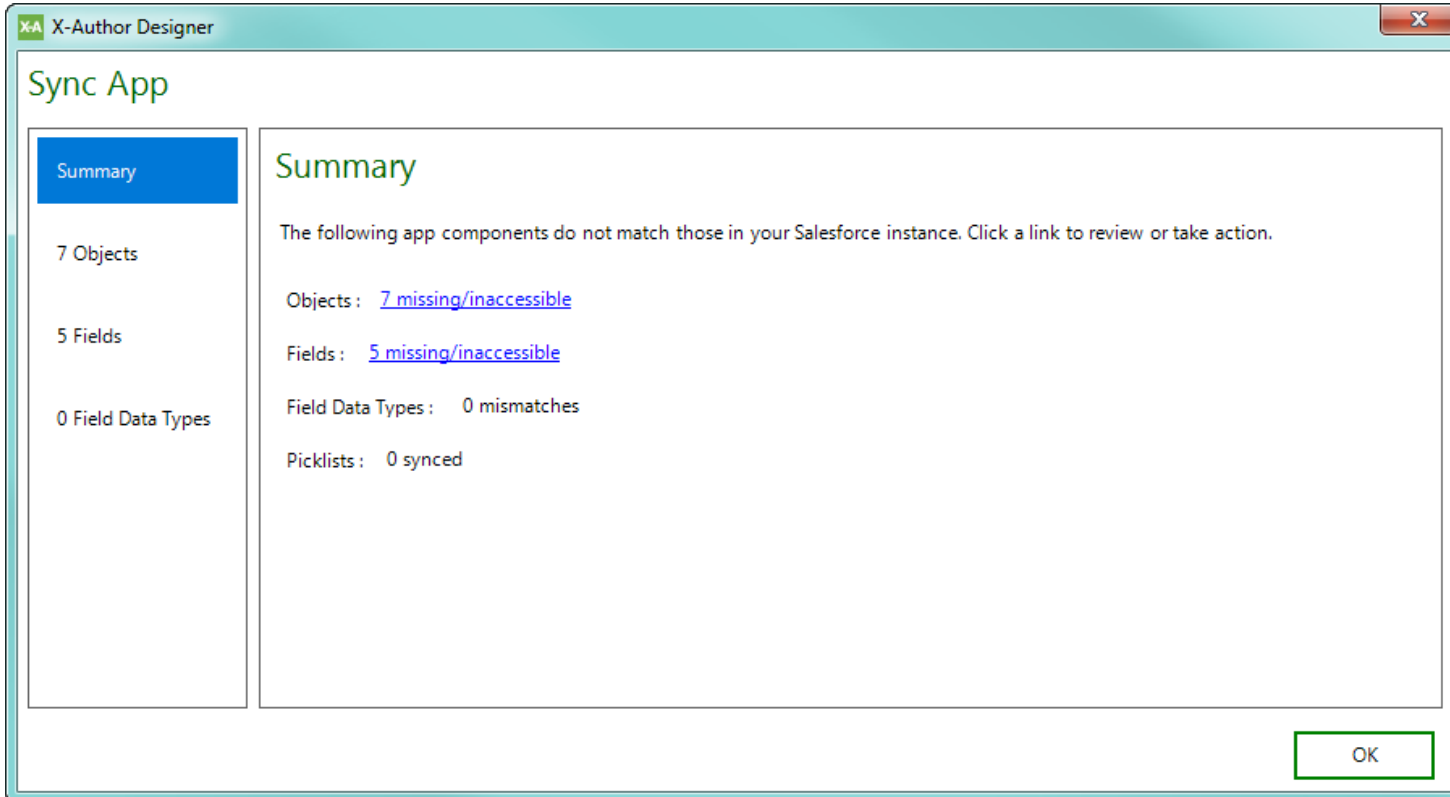 X-A X-Author Designer
x
Sync App
Summary
7 Objects
5 Fields
0 Field Data Types
Summary
The following app components do not match those in your Salesforce instance. Click a link to review or take action.
Objects : 7 missing/inaccessible
Fields : 5 missing/inaccessible
Field Data Types : 0 mismatches
Picklists : 0 synced
OK